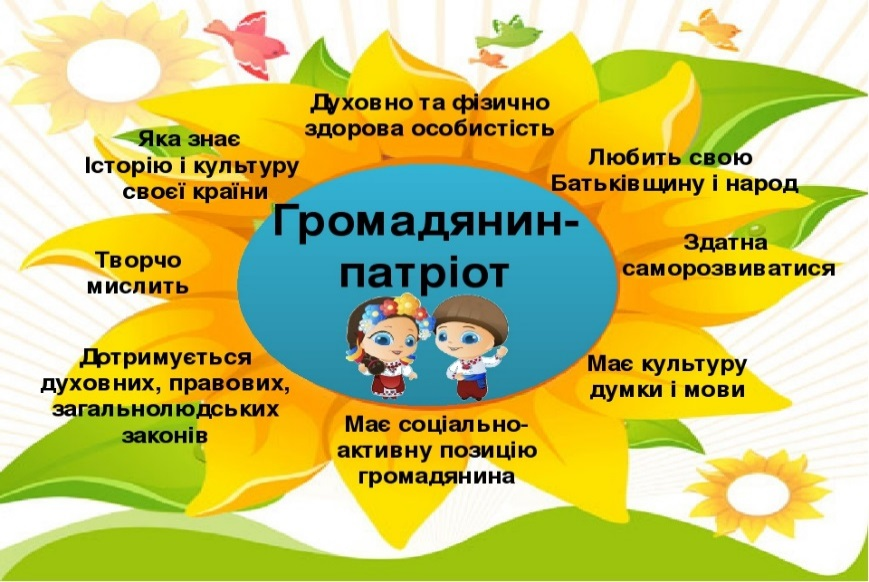 Духовно та фізично
здорова особистість
Яка знає
Історію і культуру
своєї країни
Любить свою
Батьківщину і народ
Громадянин-
патріот
Здатна
саморозвиватися
Творчо
мислить
Дотримується
духовних, правових,
загальнолюдських
законів
Має культуру
думки і мови
Має соціально-
активну позицію
громадянина